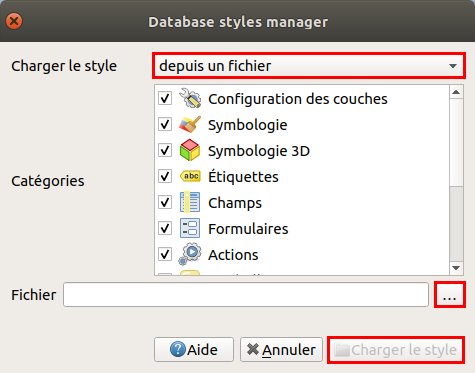 Database styles manager
Charger le style
depuis un fichier
Catégories
Configuration des couches
Symbologie
Symbologie 3D
abc Étiquettes
Champs
Formulaires
Actions
Fichier
...
Aide
Annuler
Charger le style